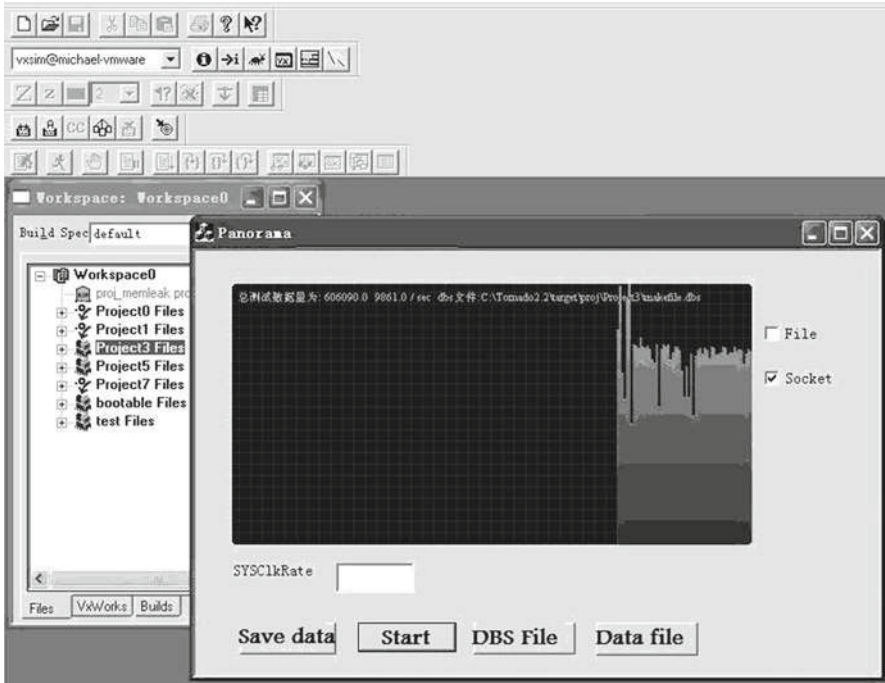 vxsim@michael-vmware
CC
2
Workspace: Workspace0
Build Spec default
Workspace0
proj_memleak
Project0 Files
Project1 Files
Project3 Files
Project5 Files
Project7 Files
bootable Files
test Files
Files VxWorks Builds
Panorama
总测试数据量为: 606090.0 9861.0 / sec dbs 文件: C:\Tornado2.2\target\proj\Project3\makefile.dbs
File
Socket
SYSClkRate
Save data Start DBS File Data file